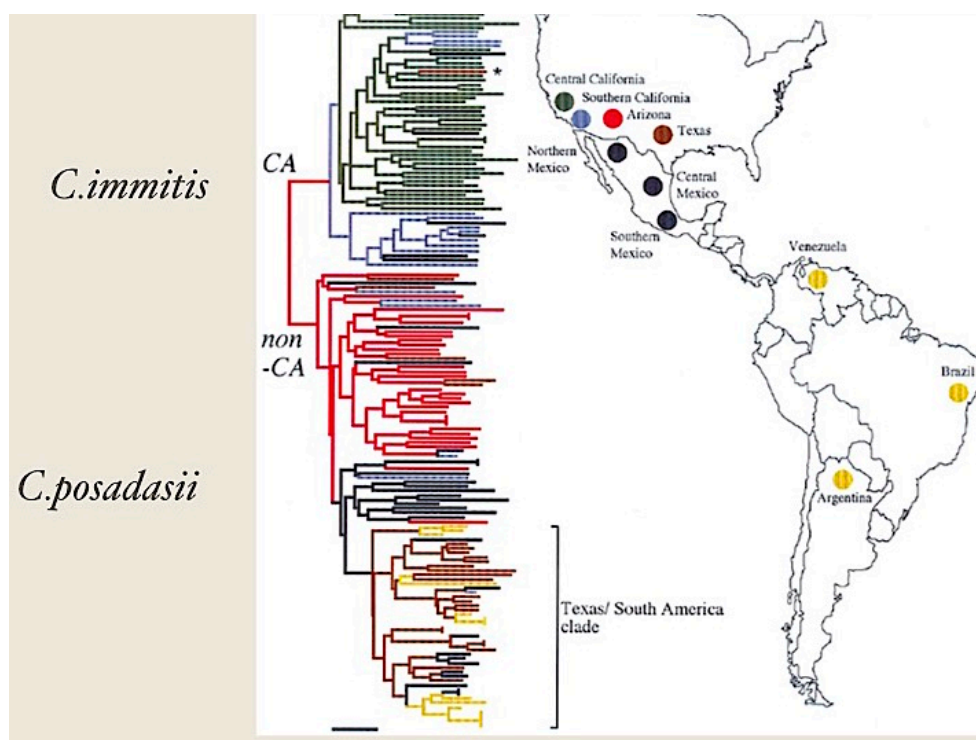 C.immitis
C.posadasii
CA
non
-CA
*
Texas/ South America
clade
Central California
Southern California
Arizona
Texas
Northern
Mexico
Central
Mexico
Southern
Mexico
Venezuela
Brazil
Argentina